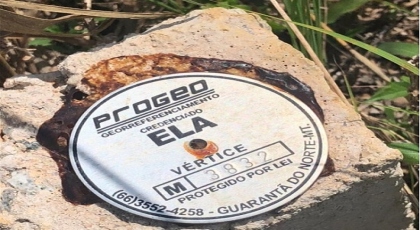 PROGEO
GEORREFERENCIAMENTO
CREDENCIADO
ELA
VÉRTICE
M 3832
PROTEGIDO POR LEI
(66)3552-4258 - GUARANTÃ DO NORTE-MT-